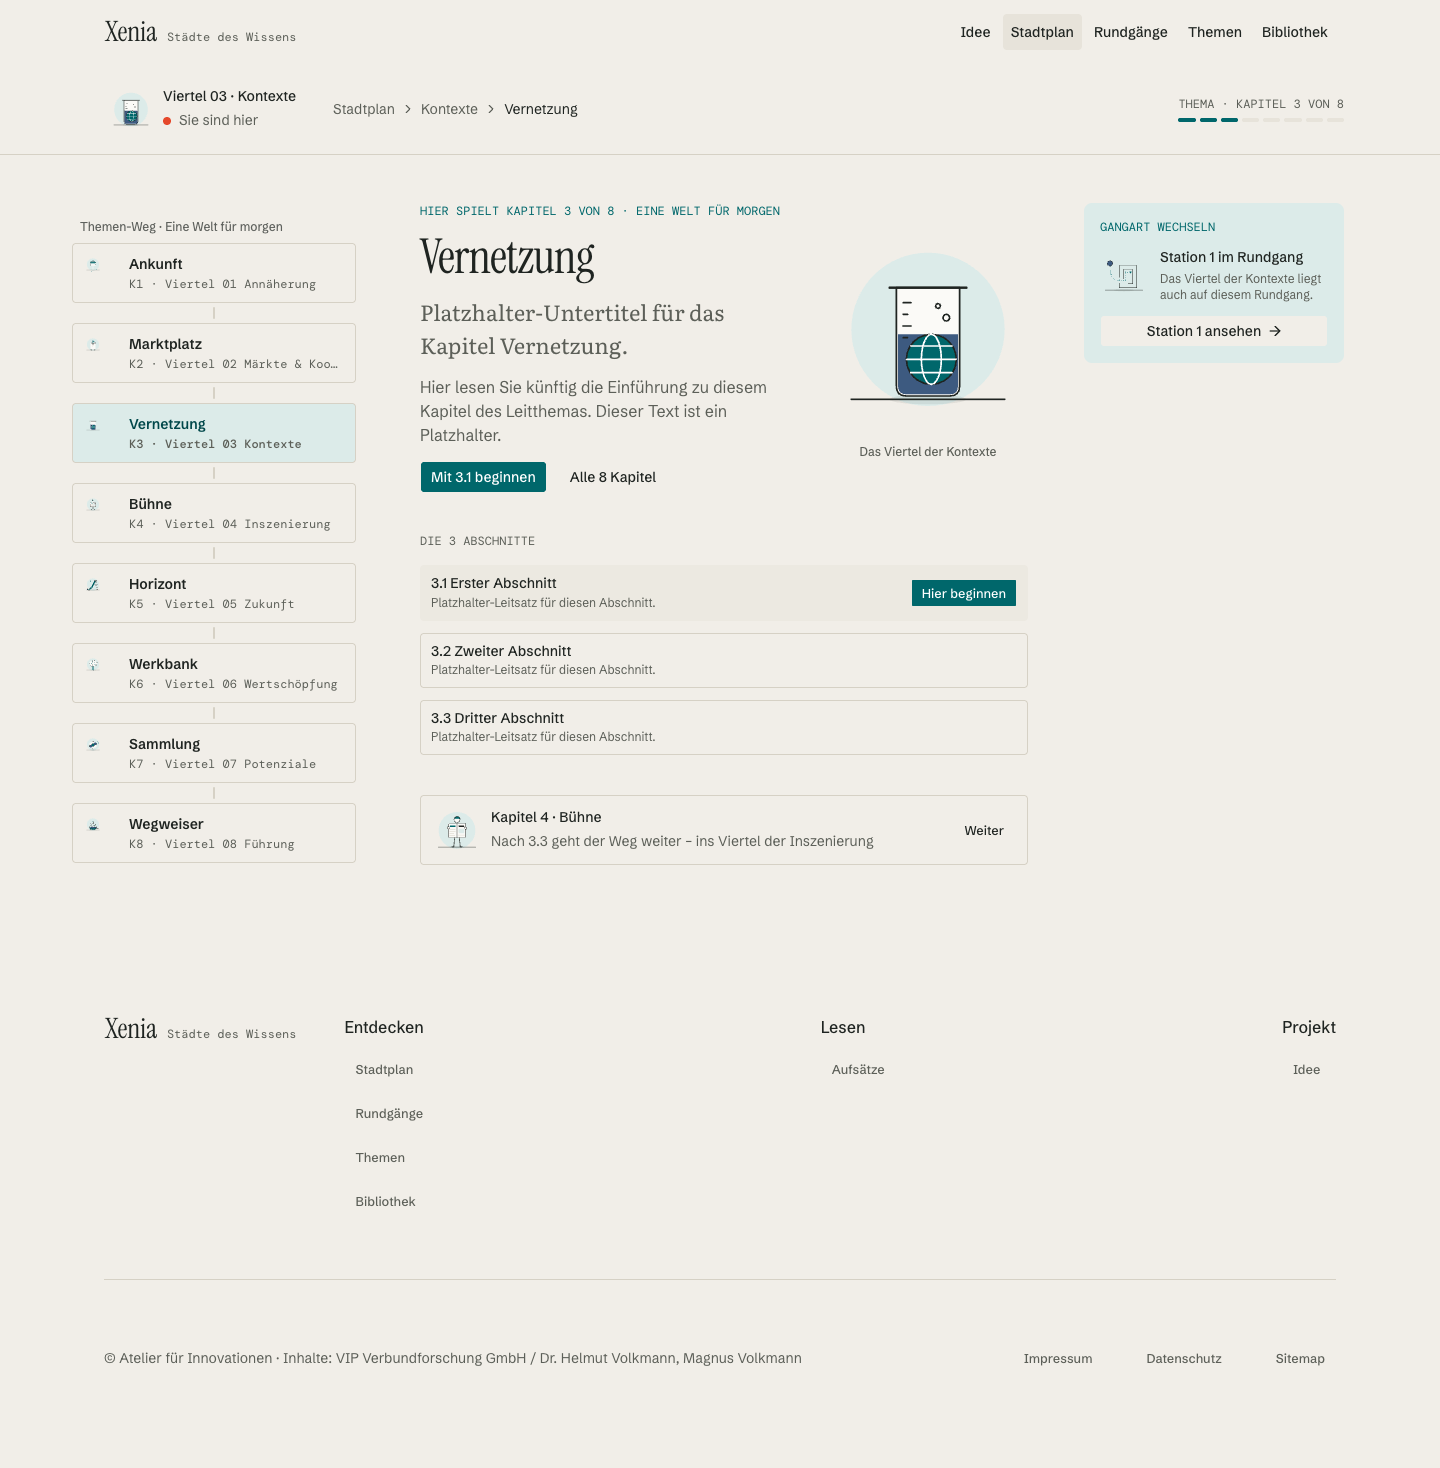 Xenia Städte des Wissens
Idee Stadtplan Rundgänge Themen Bibliothek
Viertel 03 · Kontexte
Sie sind hier
Stadtplan > Kontexte > Vernetzung
THEMA · KAPITEL 3 VON 8
Themen-Weg · Eine Welt für morgen
Ankunft
K1 · Viertel 01 Annäherung
Marktplatz
K2 · Viertel 02 Märkte & Koo…
Vernetzung
K3 · Viertel 03 Kontexte
Bühne
K4 · Viertel 04 Inszenierung
Horizont
K5 · Viertel 05 Zukunft
Werkbank
K6 · Viertel 06 Wertschöpfung
Sammlung
K7 · Viertel 07 Potenziale
Wegweiser
K8 · Viertel 08 Führung
HIER SPIELT KAPITEL 3 VON 8 · EINE WELT FÜR MORGEN
Vernetzung
Platzhalter-Untertitel für das
Kapitel Vernetzung.
Hier lesen Sie künftig die Einführung zu diesem
Kapitel des Leitthemas. Dieser Text ist ein
Platzhalter.
Mit 3.1 beginnen
Alle 8 Kapitel
Das Viertel der Kontexte
DIE 3 ABSCHNITTE
3.1 Erster Abschnitt
Platzhalter-Leitsatz für diesen Abschnitt.
Hier beginnen
3.2 Zweiter Abschnitt
Platzhalter-Leitsatz für diesen Abschnitt.
3.3 Dritter Abschnitt
Platzhalter-Leitsatz für diesen Abschnitt.
Kapitel 4 · Bühne
Nach 3.3 geht der Weg weiter – ins Viertel der Inszenierung
Weiter
GANGART WECHSELN
Station 1 im Rundgang
Das Viertel der Kontexte liegt
auch auf diesem Rundgang.
Station 1 ansehen →
Xenia Städte des Wissens
Entdecken
Stadtplan
Rundgänge
Themen
Bibliothek
Lesen
Aufsätze
Projekt
Idee
© Atelier für Innovationen · Inhalte: VIP Verbundforschung GmbH / Dr. Helmut Volkmann, Magnus Volkmann
Impressum Datenschutz Sitemap